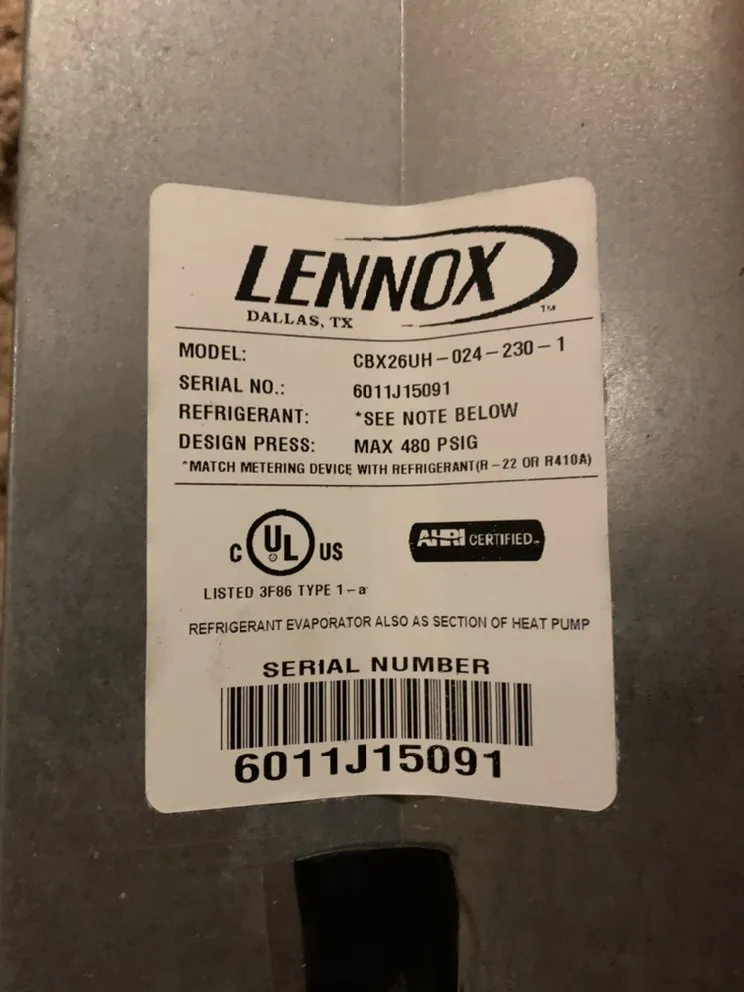 LENNOX
DALLAS, TX
TM
MODEL: CBX26UH-024-230-1
SERIAL NO.: 6011J15091
REFRIGERANT: *SEE NOTE BELOW
DESIGN PRESS: MAX 480 PSIG
*MATCH METERING DEVICE WITH REFRIGERANT(R-22 OR R410A)
C UL US
AHRI CERTIFIED
LISTED 3F86 TYPE 1-a
REFRIGERANT EVAPORATOR ALSO AS SECTION OF HEAT PUMP
SERIAL NUMBER
6011J15091